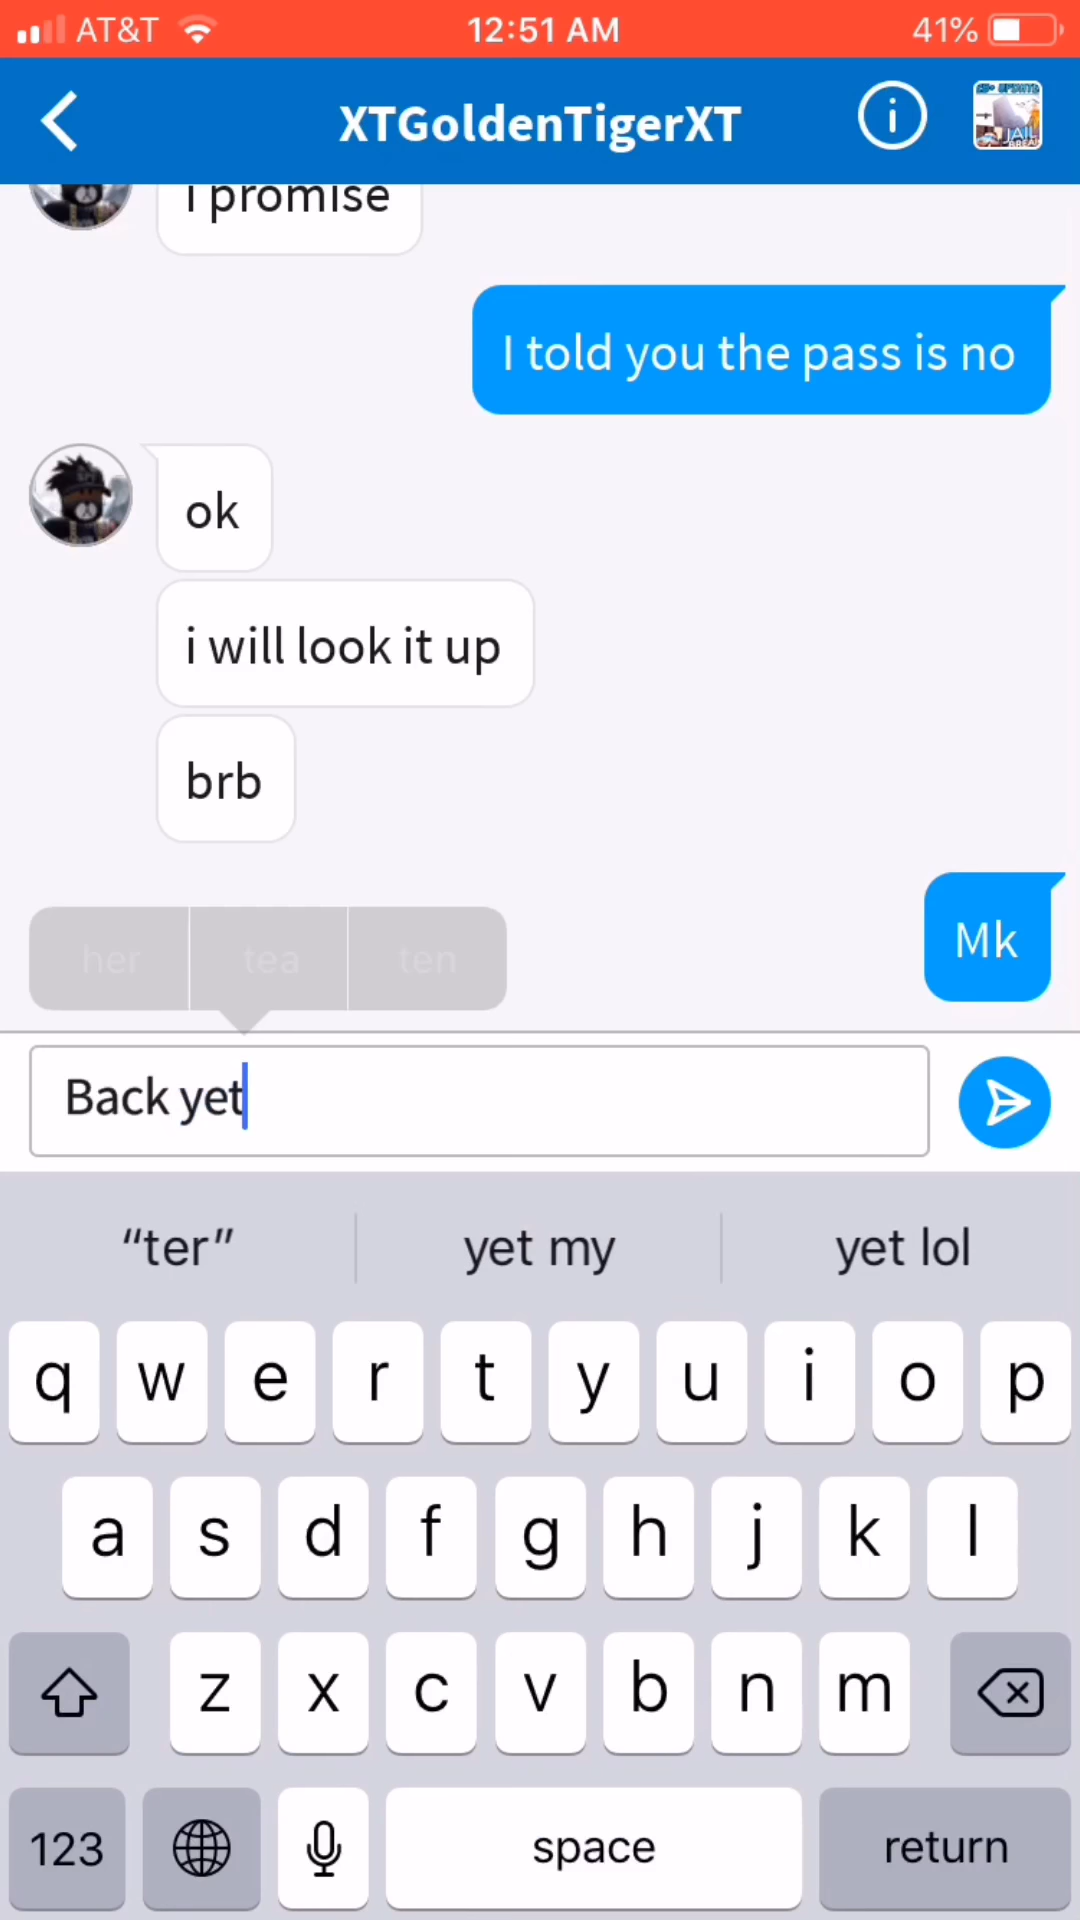 AT&T 12:51 AM 41%
XTGoldenTigerXT
i promise
I told you the pass is no
ok
i will look it up
brb
Mk
her tea ten
Back yet
“ter” yet my yet lol
q w e r t y u i o p
a s d f g h j k l
z x c v b n m
123 space return